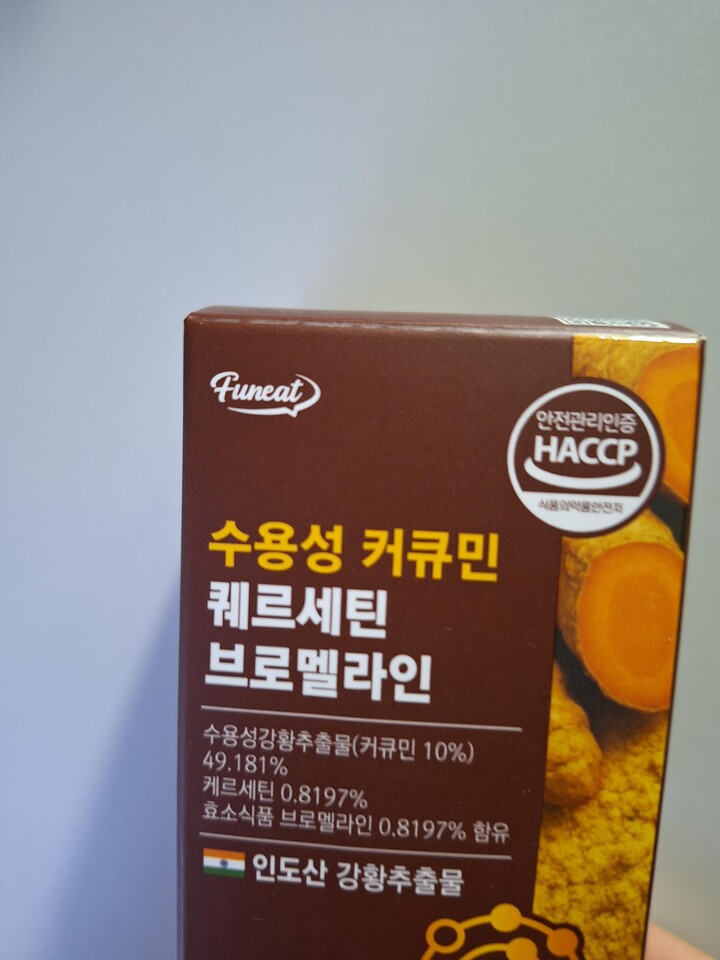 Funeat
안전관리인증
HACCP
식품의약품안전처
수용성 커큐민
퀘르세틴
브로멜라인
수용성강황추출물(커큐민 10%)
49.181%
케르세틴 0.8197%
효소식품 브로멜라인 0.8197% 함유
인도산 강황추출물